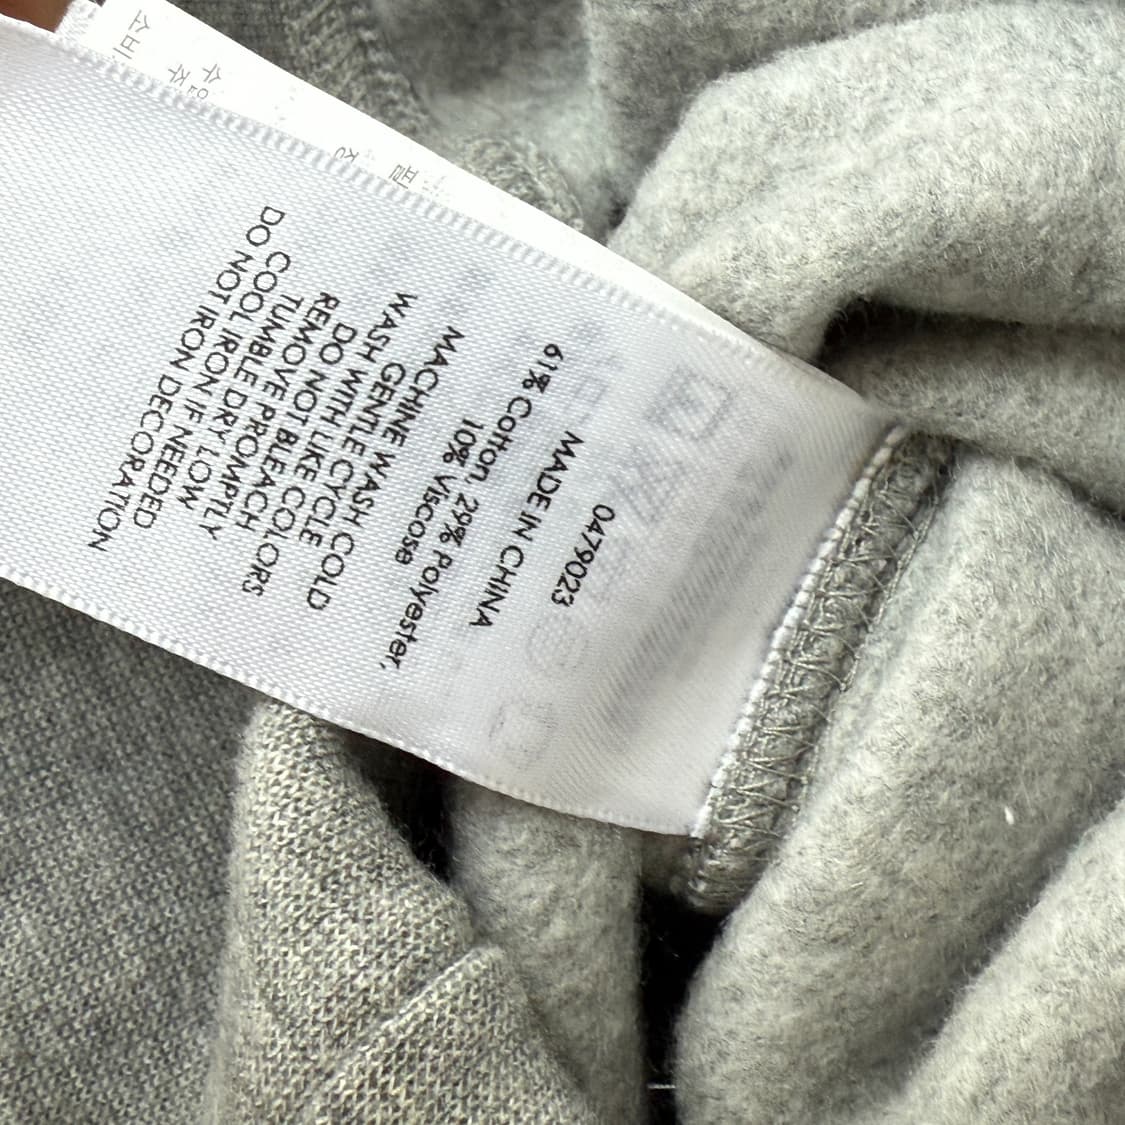 0479023
MADE IN CHINA
61% Cotton, 29% Polyester,
10% Viscose
MACHINE WASH COLD
WASH GENTLE CYCLE
DO WITH LIKE COLORS
DO NOT BLEACH
REMOVE PROMPTLY
TUMBLE DRY LOW
COOL IRON IF NEEDED
DO NOT IRON DECORATION